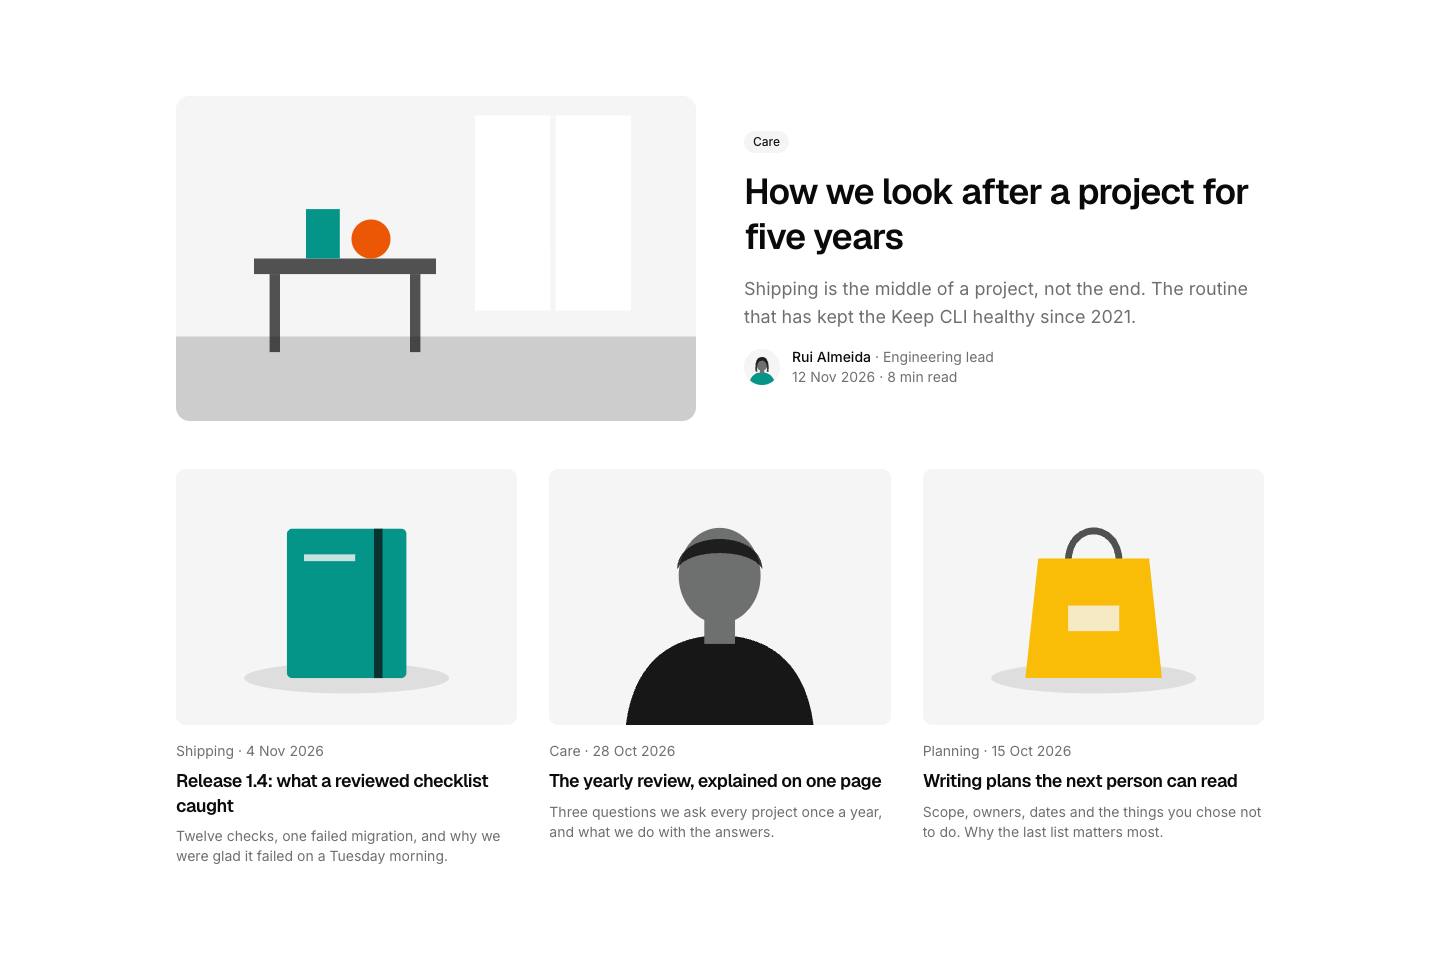 Care
How we look after a project for
five years
Shipping is the middle of a project, not the end. The routine
that has kept the Keep CLI healthy since 2021.
Rui Almeida · Engineering lead
12 Nov 2026 · 8 min read
Shipping · 4 Nov 2026
Release 1.4: what a reviewed checklist
caught
Twelve checks, one failed migration, and why we
were glad it failed on a Tuesday morning.
Care · 28 Oct 2026
The yearly review, explained on one page
Three questions we ask every project once a year,
and what we do with the answers.
Planning · 15 Oct 2026
Writing plans the next person can read
Scope, owners, dates and the things you chose not
to do. Why the last list matters most.